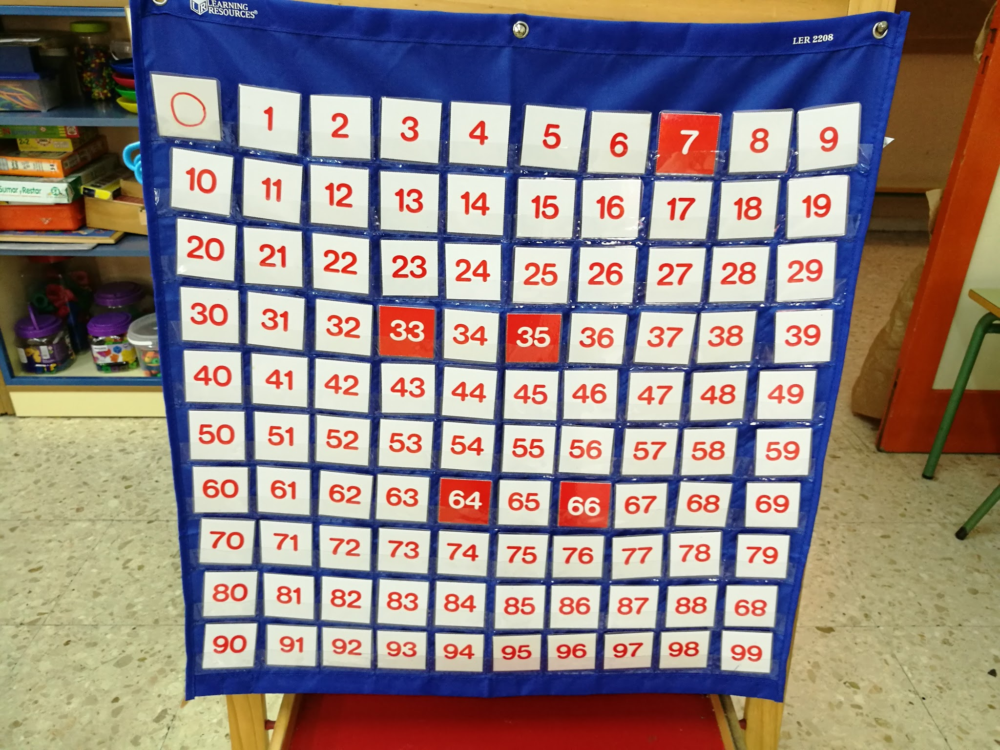 LEARNING
RESOURCES®
LER 2208
0 1 2 3 4 5 6 7 8 9
10 11 12 13 14 15 16 17 18 19
20 21 22 23 24 25 26 27 28 29
30 31 32 33 34 35 36 37 38 39
40 41 42 43 44 45 46 47 48 49
50 51 52 53 54 55 56 57 58 59
60 61 62 63 64 65 66 67 68 69
70 71 72 73 74 75 76 77 78 79
80 81 82 83 84 85 86 87 88 68
90 91 92 93 94 95 96 97 98 99
Sumar y Restar